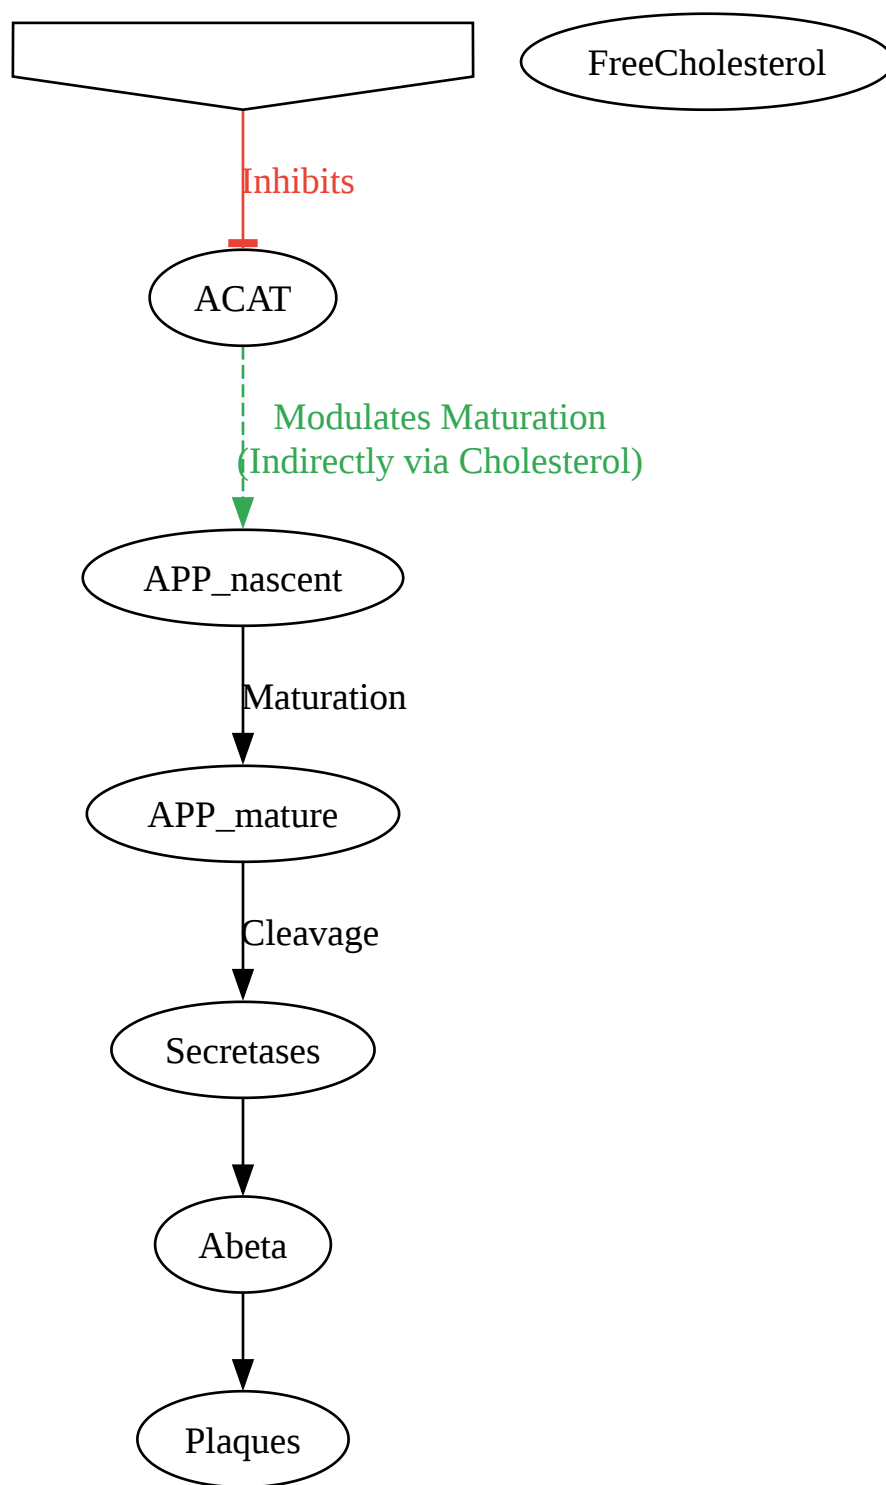 FreeCholesterol
Inhibits
ACAT
Modulates Maturation
(Indirectly via Cholesterol)
APP_nascent
Maturation
APP_mature
Cleavage
Secretases
Abeta
Plaques